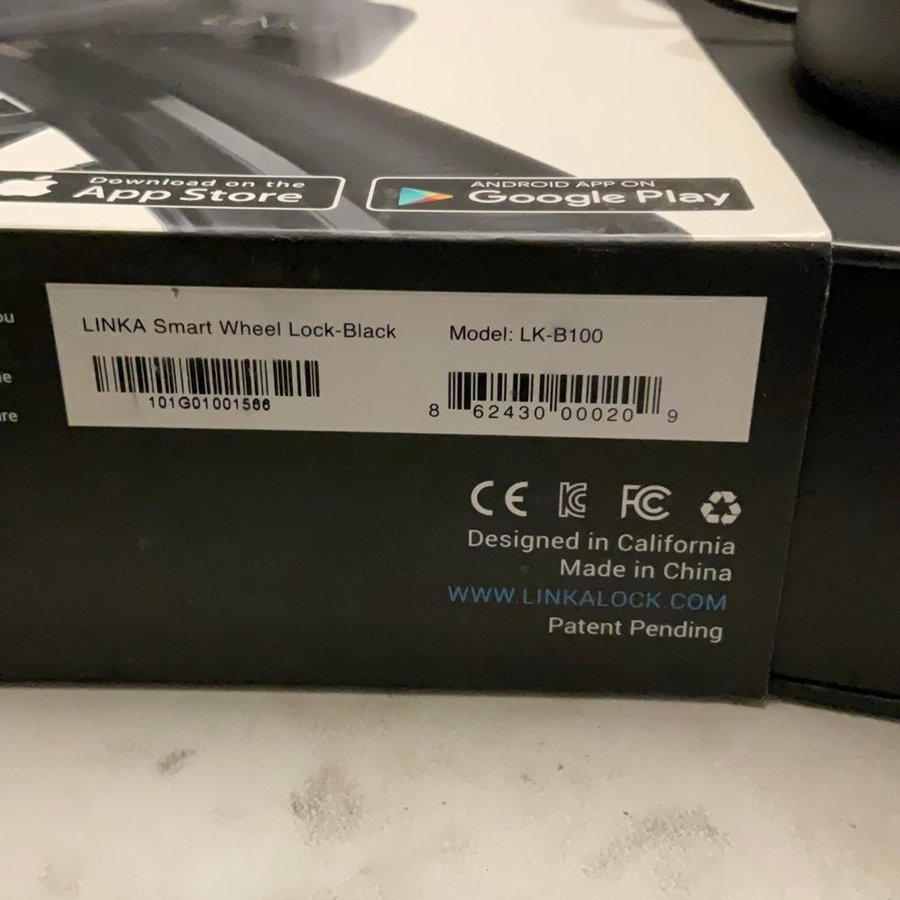 Download on the
App Store
ANDROID APP ON
Google Play
LINKA Smart Wheel Lock-Black
Model: LK-B100
101G01001566
8 62430 00020 9
CE FC
Designed in California
Made in China
WWW.LINKALOCK.COM
Patent Pending